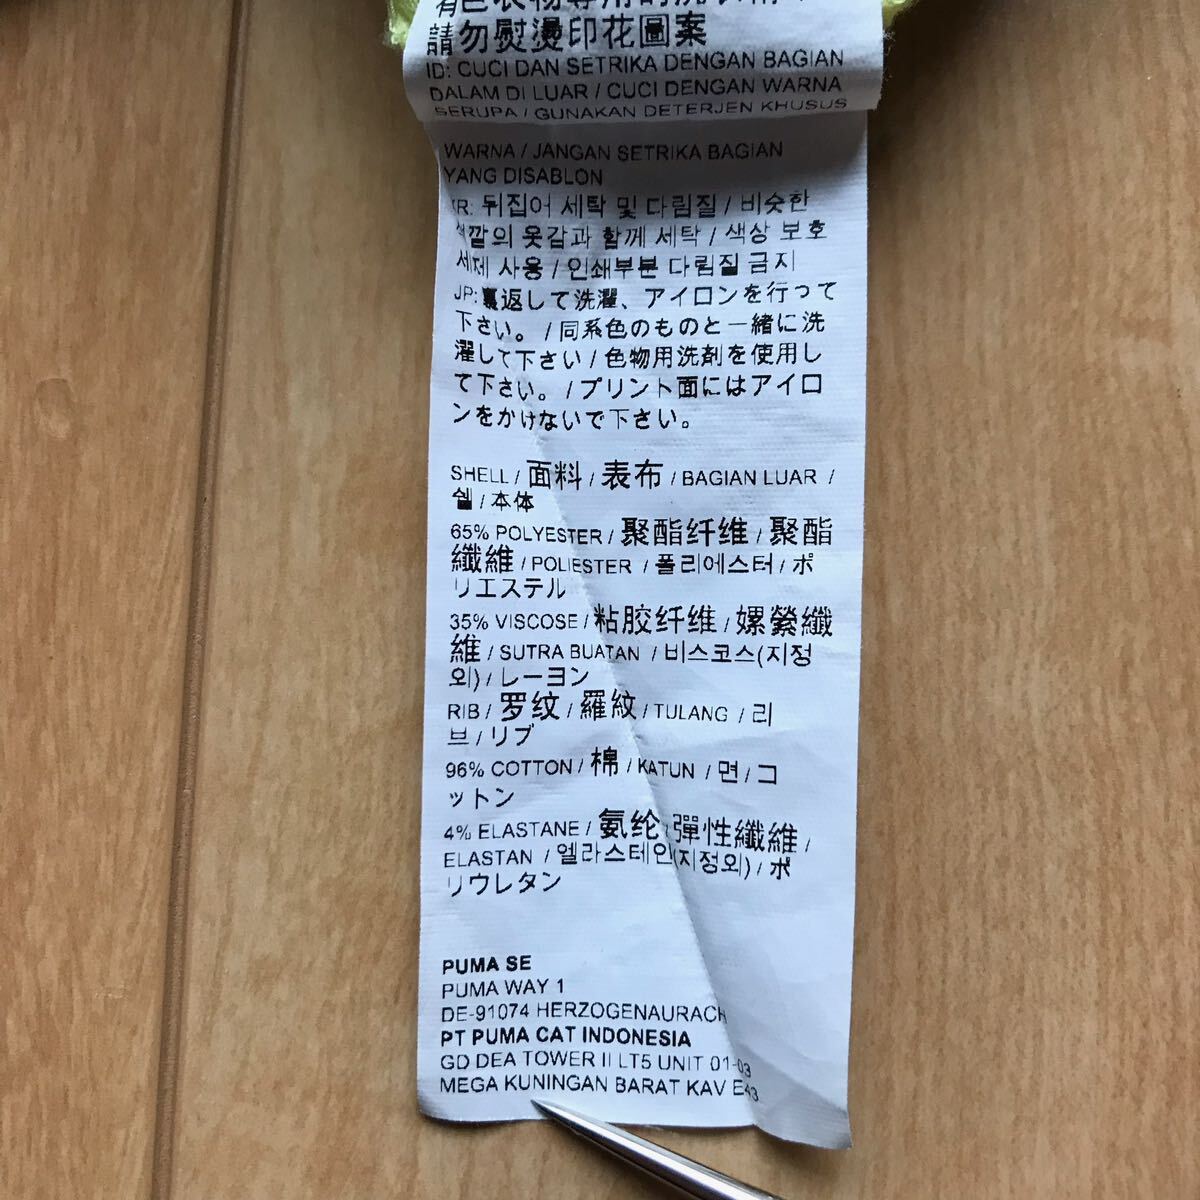 請勿熨燙印花圖案
ID: CUCI DAN SETRIKA DENGAN BAGIAN
DALAM DI LUAR / CUCI DENGAN WARNA
SERUPA / GUNAKAN DETERJEN KHUSUS
WARNA / JANGAN SETRIKA BAGIAN
YANG DISABLON
KR: 뒤집어 세탁 및 다림질 / 비슷한
색깔의 옷감과 함께 세탁 / 색상 보호
세제 사용 / 인쇄부분 다림질 금지
JP: 裏返して洗濯、アイロンを行って
下さい。 / 同系色のものと一緒に洗
濯して下さい / 色物用洗剤を使用し
て下さい。 / プリント面にはアイロ
ンをかけないで下さい。
SHELL / 面料 / 表布 / BAGIAN LUAR /
쉘 / 本体
65% POLYESTER / 聚酯纤维 / 聚酯
纖維 / POLIESTER / 폴리에스터 / ポ
リエステル
35% VISCOSE / 粘胶纤维 / 嫘縈纖
維 / SUTRA BUATAN / 비스코스(지정
외) / レーヨン
RIB / 罗纹 / 羅紋 / TULANG / 리
브 / リブ
96% COTTON / 棉 / KATUN / 면 / コ
ットン
4% ELASTANE / 氨纶 / 彈性纖維 /
ELASTAN / 엘라스테인(지정외) / ポ
リウレタン
PUMA SE
PUMA WAY 1
DE-91074 HERZOGENAURACH
PT PUMA CAT INDONESIA
GD DEA TOWER II LT5 UNIT 01-03
MEGA KUNINGAN BARAT KAV E43